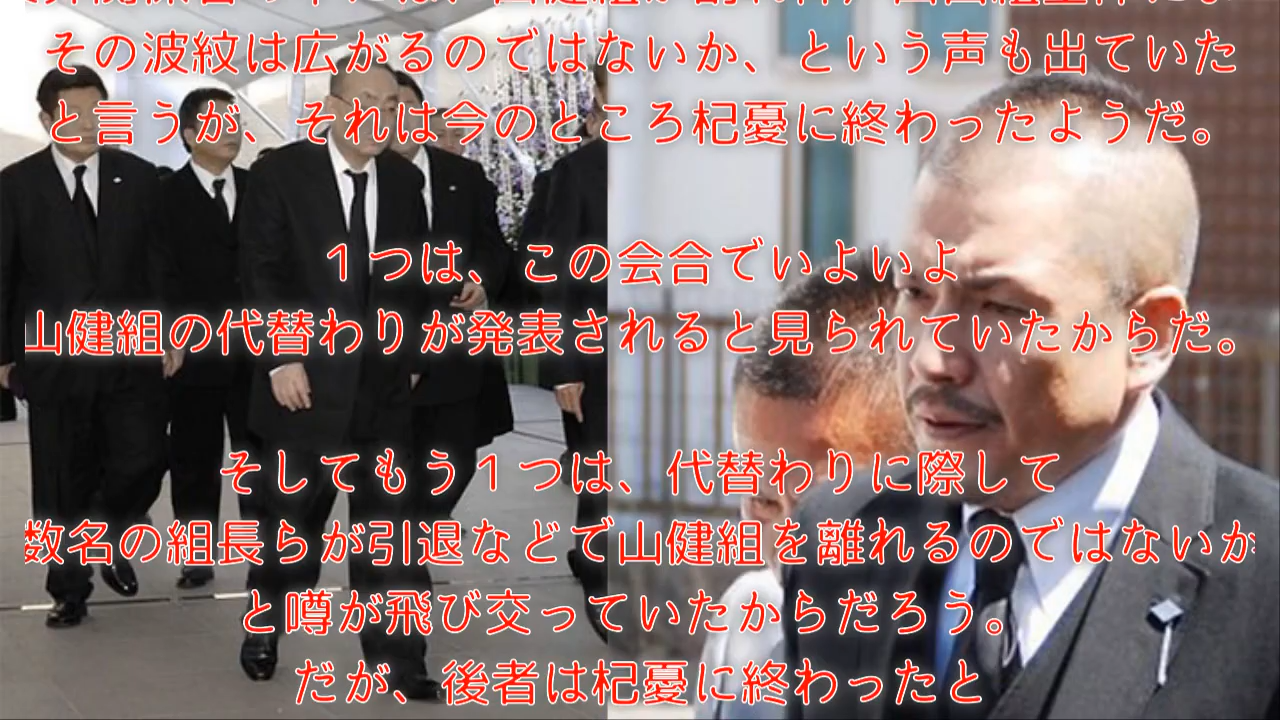 その波紋は広がるのではないか、という声も出ていた
と言うが、それは今のところ杞憂に終わったようだ。
１つは、この会合でいよいよ
山健組の代替わりが発表されると見られていたからだ。
そしてもう１つは、代替わりに際して
数名の組長らが引退などで山健組を離れるのではないか
と噂が飛び交っていたからだろう。
だが、後者は杞憂に終わったと